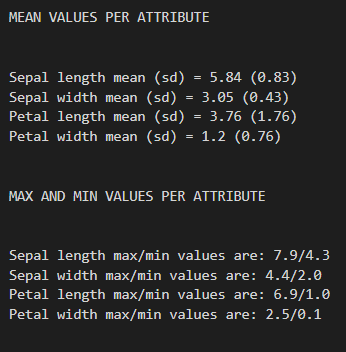 MEAN VALUES PER ATTRIBUTE
Sepal length mean (sd) = 5.84 (0.83)
Sepal width mean (sd) = 3.05 (0.43)
Petal length mean (sd) = 3.76 (1.76)
Petal width mean (sd) = 1.2 (0.76)
MAX AND MIN VALUES PER ATTRIBUTE
Sepal length max/min values are: 7.9/4.3
Sepal width max/min values are: 4.4/2.0
Petal length max/min values are: 6.9/1.0
Petal width max/min values are: 2.5/0.1